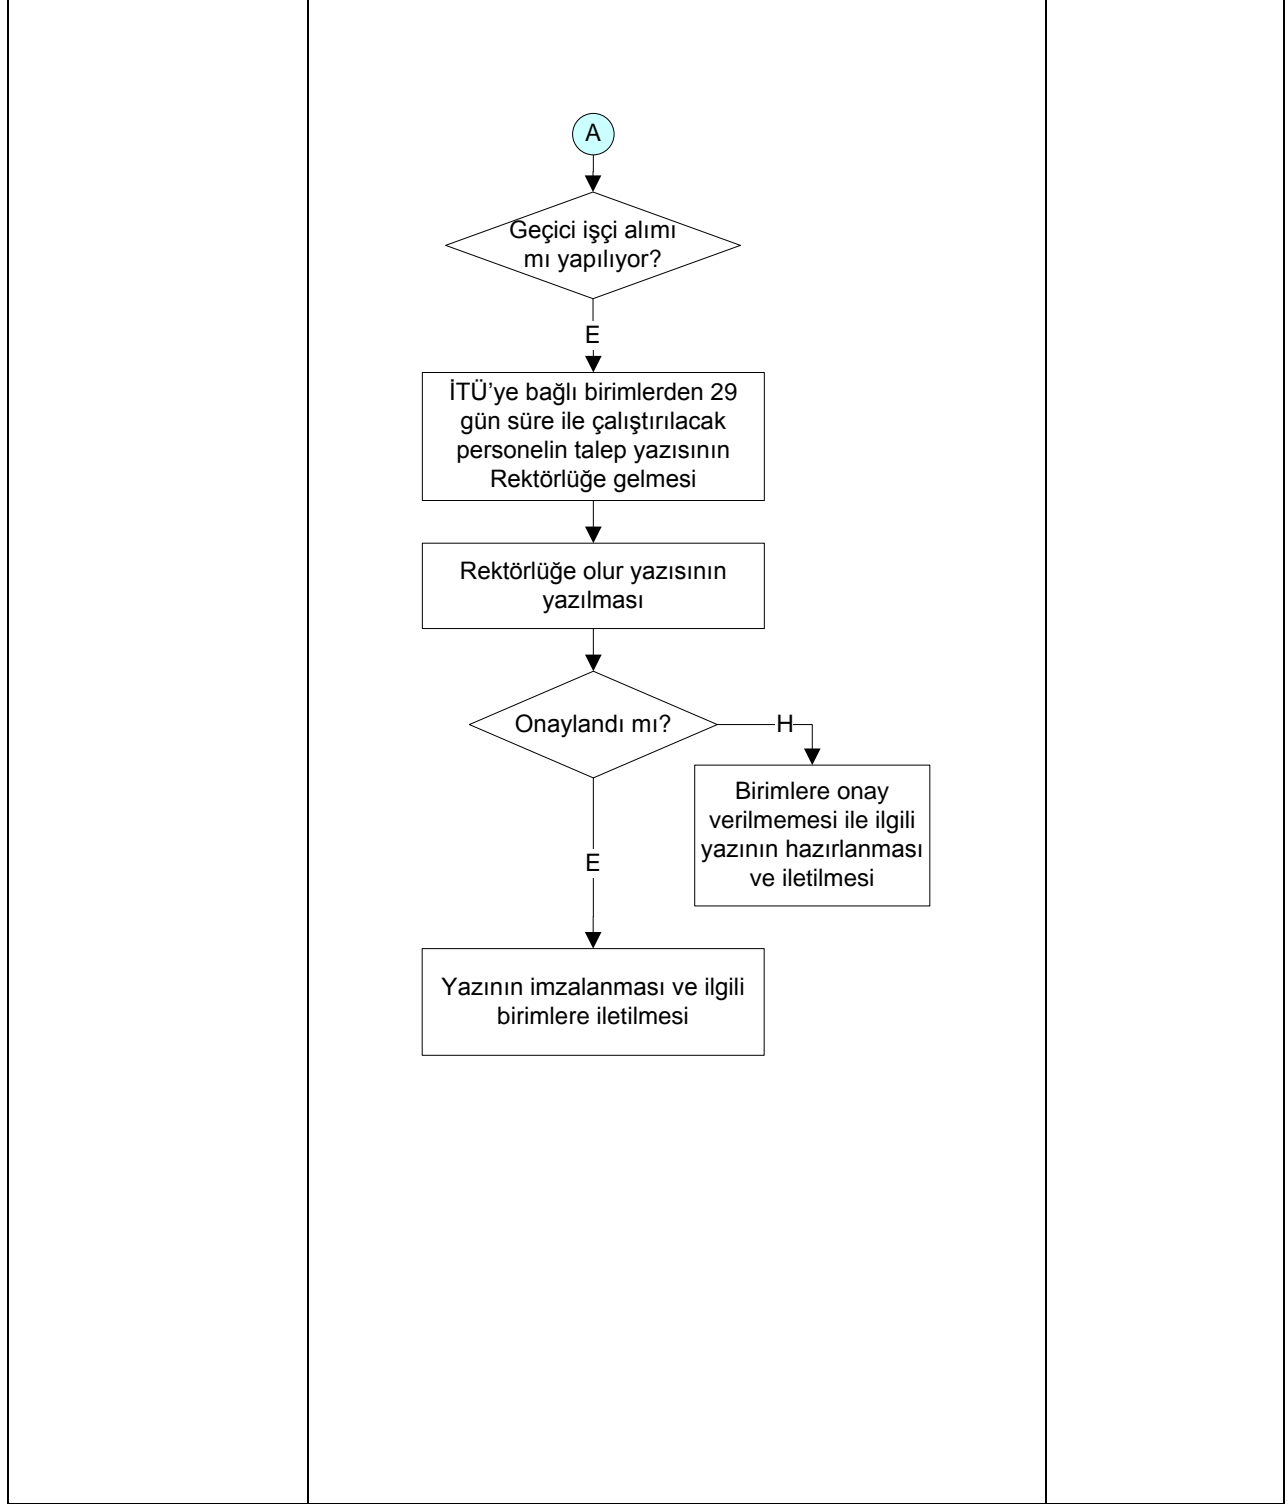 A
Geçici işçi alımı
mı yapılıyor?
E
İTÜ’ye bağlı birimlerden 29
gün süre ile çalıştırılacak
personelin talep yazısının
Rektörlüğe gelmesi
Rektörlüğe olur yazısının
yazılması
Onaylandı mı?
H
Birimlere onay
verilmemesi ile ilgili
yazının hazırlanması
ve iletilmesi
E
Yazının imzalanması ve ilgili
birimlere iletilmesi